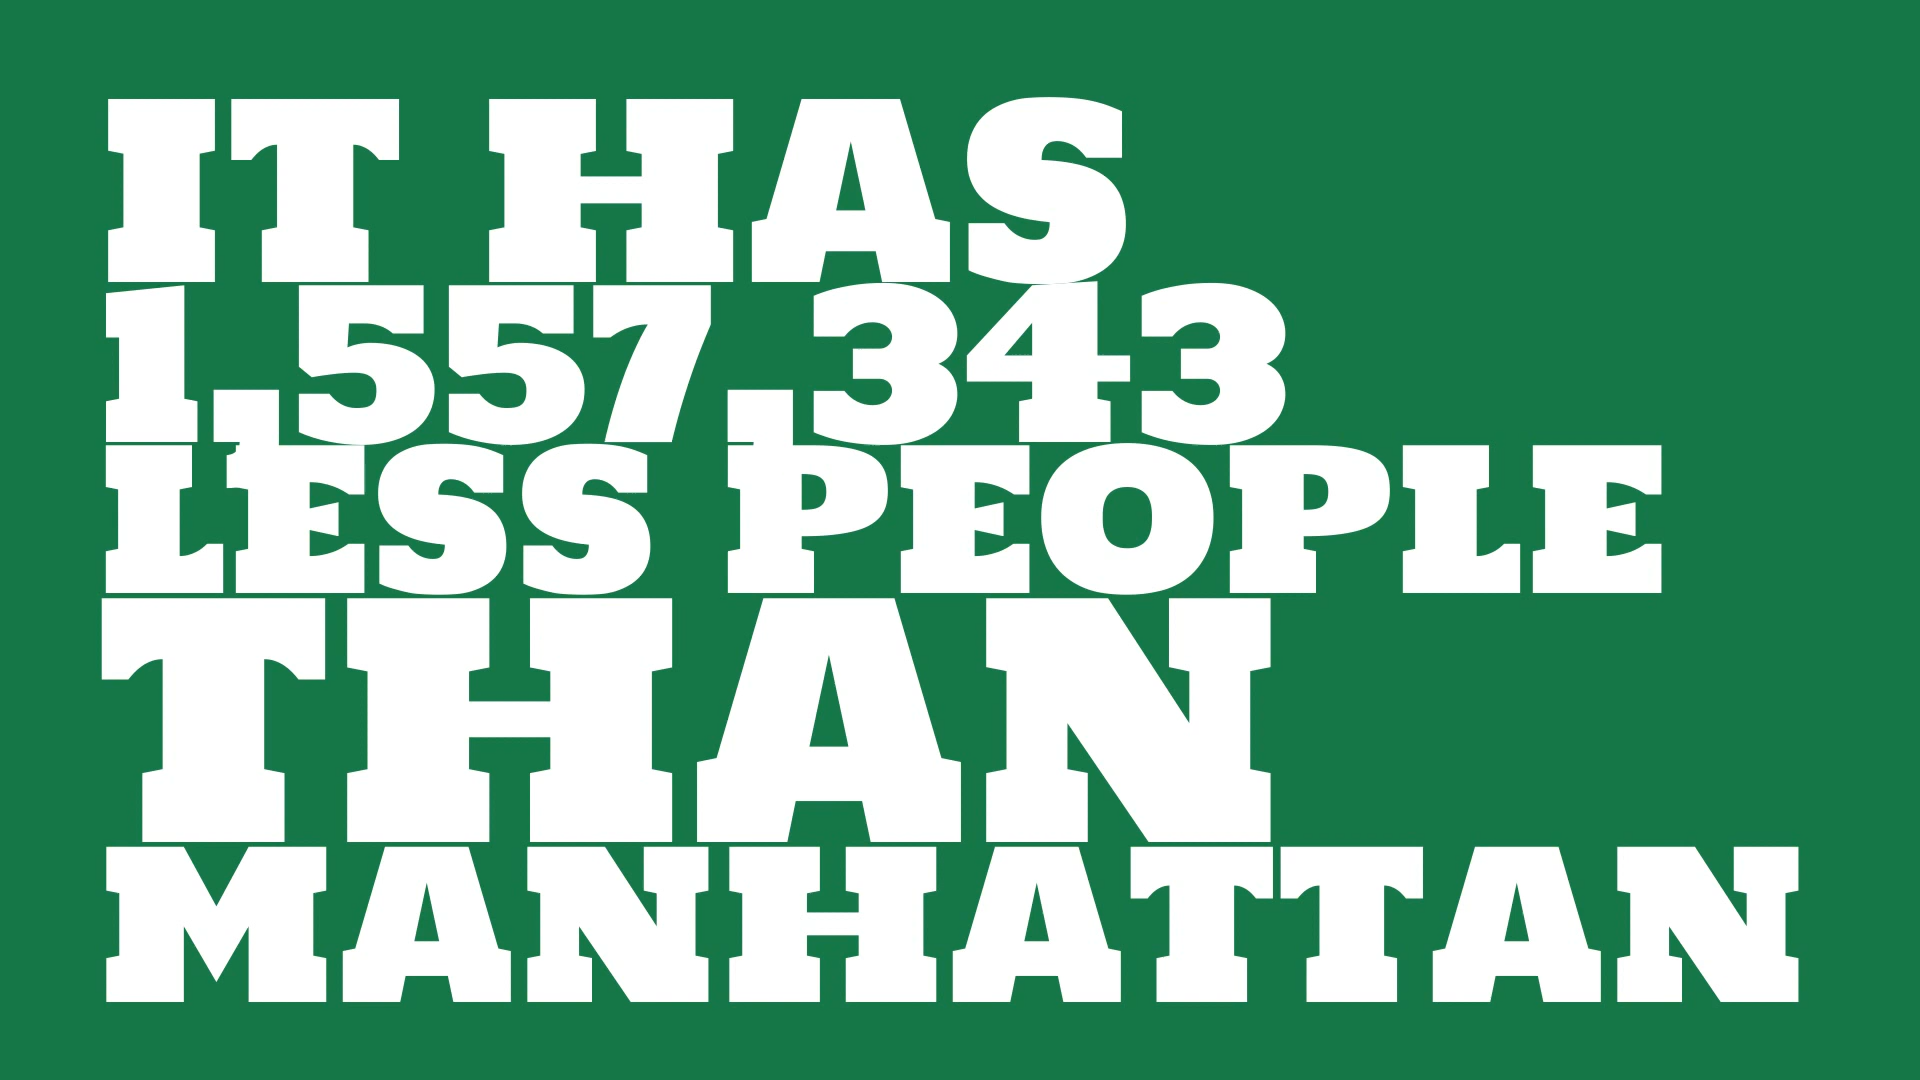 IT HAS
1,557,343
LESS PEOPLE
THAN
MANHATTAN